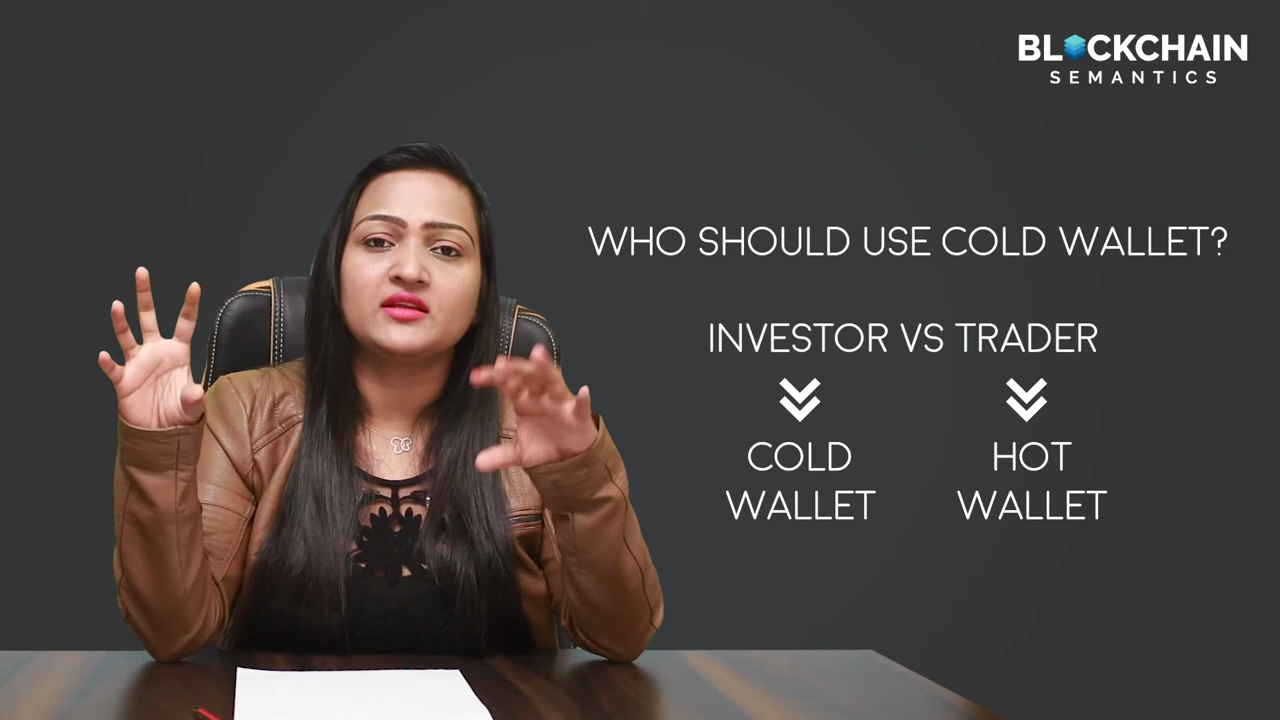 BLOCKCHAIN
SEMANTICS
WHO SHOULD USE COLD WALLET?
INVESTOR VS TRADER
COLD WALLET
HOT WALLET